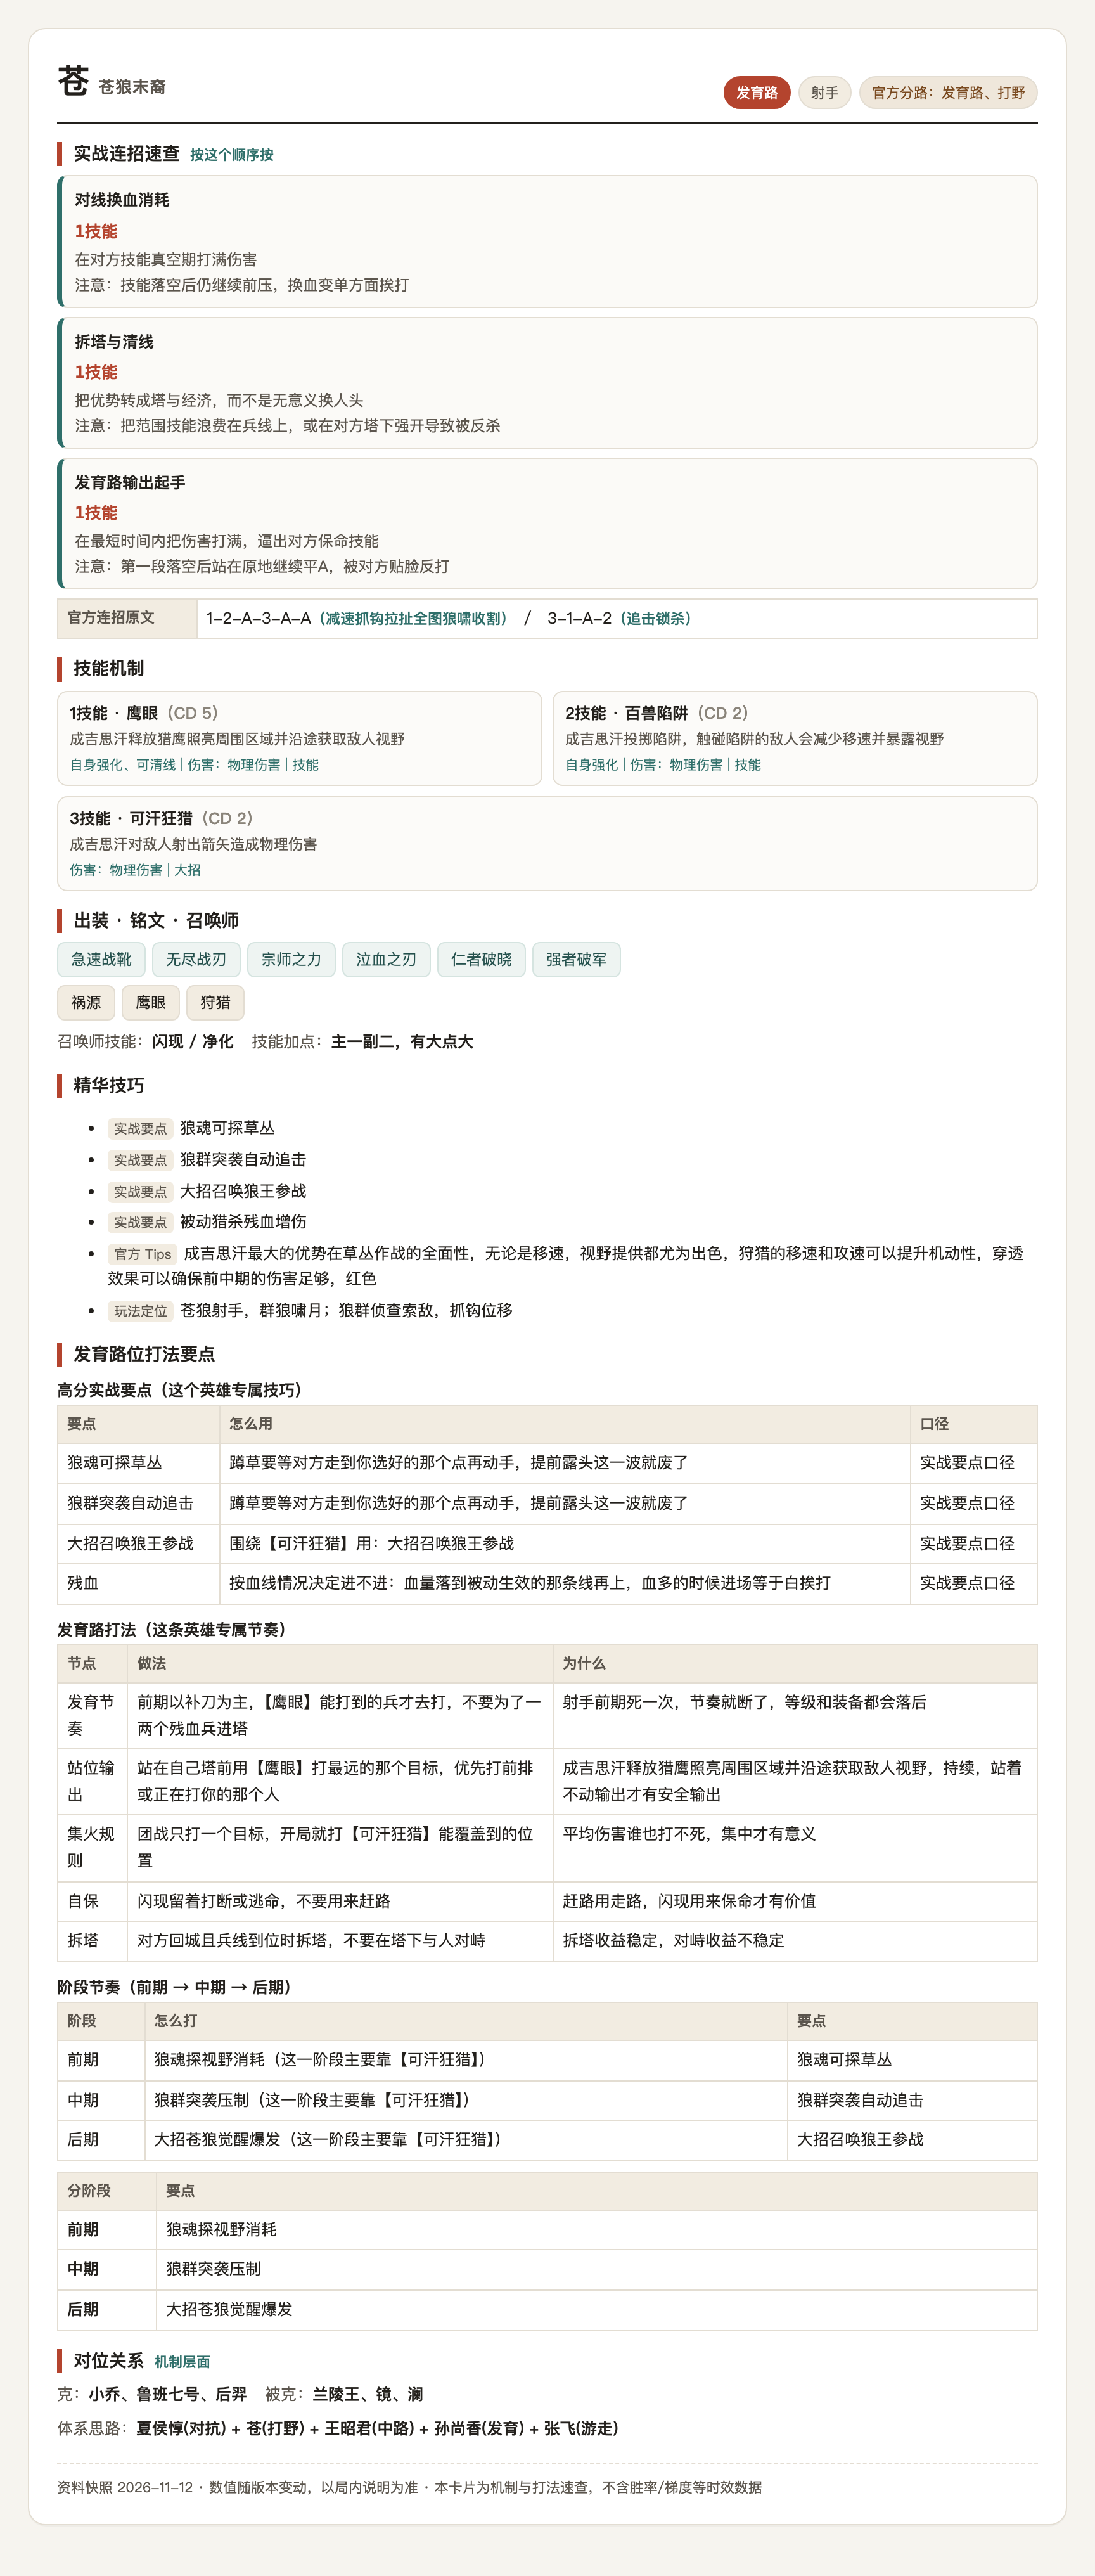 苍 苍狼末裔
发育路 射手 官方分路：发育路、打野
实战连招速查 按这个顺序按
对线换血消耗
1技能
在对方技能真空期打满伤害
注意：技能落空后仍继续前压，换血变单方面挨打
拆塔与清线
1技能
把优势转成塔与经济，而不是无意义换人头
注意：把范围技能浪费在兵线上，或在对方塔下强开导致被反杀
发育路输出起手
1技能
在最短时间内把伤害打满，逼出对方保命技能
注意：第一段落空后站在原地继续平A，被对方贴脸反打
官方连招原文 1-2-A-3-A-A（减速抓钩拉扯全图狼啸收割） / 3-1-A-2（追击锁杀）
技能机制
1技能 · 鹰眼（CD 5）
成吉思汗释放猎鹰照亮周围区域并沿途获取敌人视野
自身强化、可清线 | 伤害：物理伤害 | 技能
2技能 · 百兽陷阱（CD 2）
成吉思汗投掷陷阱，触碰陷阱的敌人会减少移速并暴露视野
自身强化 | 伤害：物理伤害 | 技能
3技能 · 可汗狂猎（CD 2）
成吉思汗对敌人射出箭矢造成物理伤害
伤害：物理伤害 | 大招
出装 · 铭文 · 召唤师
急速战靴 无尽战刃 宗师之力 泣血之刃 仁者破晓 强者破军
祸源 鹰眼 狩猎
召唤师技能：闪现 / 净化 技能加点：主一副二，有大点大
精华技巧
• 实战要点 狼魂可探草丛
• 实战要点 狼群突袭自动追击
• 实战要点 大招召唤狼王参战
• 实战要点 被动猎杀残血增伤
• 官方 Tips 成吉思汗最大的优势在草丛作战的全面性，无论是移速，视野提供都尤为出色，狩猎的移速和攻速可以提升机动性，穿透
效果可以确保前中期的伤害足够，红色
• 玩法定位 苍狼射手，群狼啸月；狼群侦查索敌，抓钩位移
发育路位打法要点
高分实战要点（这个英雄专属技巧）
要点 怎么用 口径
狼魂可探草丛 蹲草要等对方走到你选好的那个点再动手，提前露头这一波就废了 实战要点口径
狼群突袭自动追击 蹲草要等对方走到你选好的那个点再动手，提前露头这一波就废了 实战要点口径
大招召唤狼王参战 围绕【可汗狂猎】用：大招召唤狼王参战 实战要点口径
残血 按血线情况决定进不进：血量落到被动生效的那条线再上，血多的时候进场等于白挨打 实战要点口径
发育路打法（这条英雄专属节奏）
节点 做法 为什么
发育节奏 前期以补刀为主，【鹰眼】能打到的兵才去打，不要为了一两个残血兵进塔 射手前期死一次，节奏就断了，等级和装备都会落后
站位输出 站在自己塔前用【鹰眼】打最远的那个目标，优先打前排或正在打你的那个人 成吉思汗释放猎鹰照亮周围区域并沿途获取敌人视野，持续，站着不动输出才有安全输出
集火规则 团战只打一个目标，开局就打【可汗狂猎】能覆盖到的位置 平均伤害谁也打不死，集中才有意义
自保 闪现留着打断或逃命，不要用来赶路 赶路用走路，闪现用来保命才有价值
拆塔 对方回城且兵线到位时拆塔，不要在塔下与人对峙 拆塔收益稳定，对峙收益不稳定
阶段节奏（前期 → 中期 → 后期）
阶段 怎么打 要点
前期 狼魂探视野消耗（这一阶段主要靠【可汗狂猎】） 狼魂可探草丛
中期 狼群突袭压制（这一阶段主要靠【可汗狂猎】） 狼群突袭自动追击
后期 大招苍狼觉醒爆发（这一阶段主要靠【可汗狂猎】） 大招召唤狼王参战
分阶段 要点
前期 狼魂探视野消耗
中期 狼群突袭压制
后期 大招苍狼觉醒爆发
对位关系 机制层面
克：小乔、鲁班七号、后羿 被克：兰陵王、镜、澜
体系思路：夏侯惇(对抗) + 苍(打野) + 王昭君(中路) + 孙尚香(发育) + 张飞(游走)
资料快照 2026-11-12 · 数值随版本变动，以局内说明为准 · 本卡片为机制与打法速查，不含胜率/梯度等时效数据